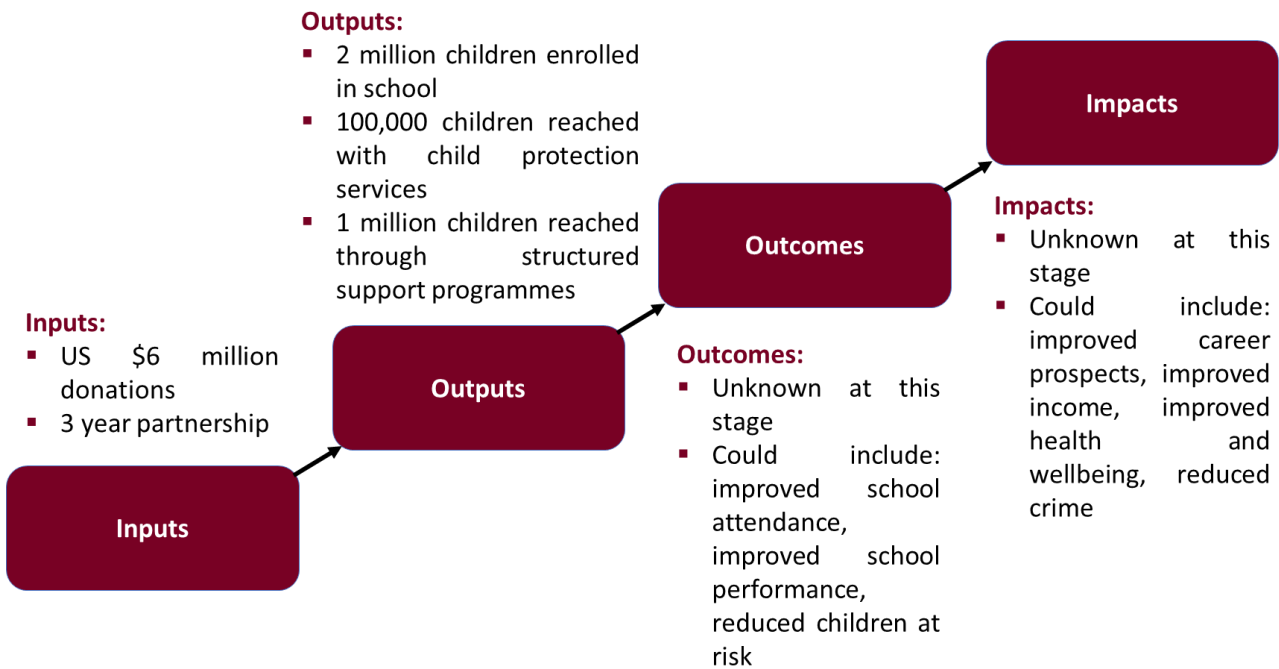 Inputs:
▪ US $6 million
donations
▪ 3 year partnership
Inputs
Outputs:
▪ 2 million children enrolled
in school
▪ 100,000 children reached
with child protection
services
▪ 1 million children reached
through structured
support programmes
Outputs
Outcomes
Outcomes:
▪ Unknown at this
stage
▪ Could include:
improved school
attendance,
improved school
performance,
reduced children at
risk
Impacts
Impacts:
▪ Unknown at this
stage
▪ Could include:
improved career
prospects, improved
income, improved
health and
wellbeing, reduced
crime